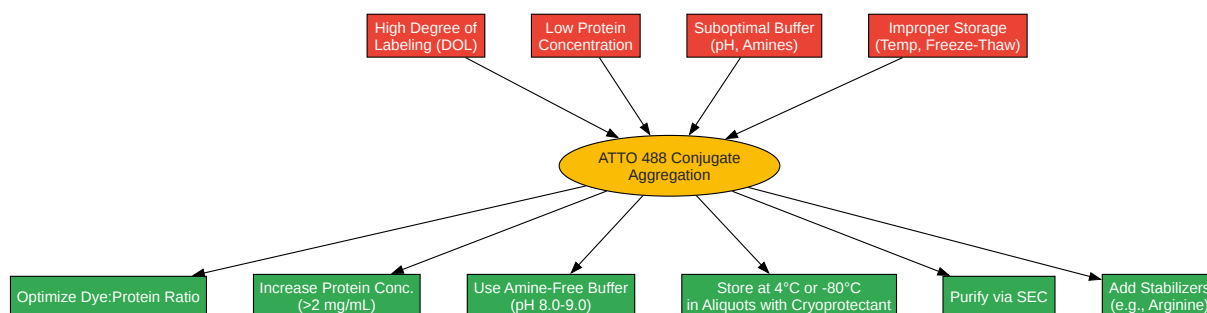 High Degree of
Labeling (DOL)
Low Protein
Concentration
Suboptimal Buffer
(pH, Amines)
Improper Storage
(Temp, Freeze-Thaw)
ATTO 488 Conjugate
Aggregation
Optimize Dye:Protein Ratio
Increase Protein Conc.
(>2 mg/mL)
Use Amine-Free Buffer
(pH 8.0-9.0)
Store at 4°C or -80°C
in Aliquots with Cryoprotectant
Purify via SEC
Add Stabilizers
(e.g., Arginine)